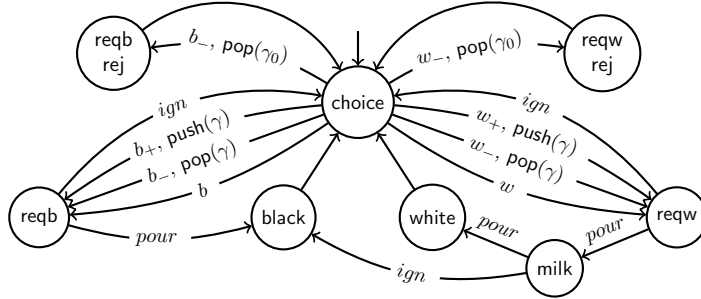 reqb
rej
b₋, pop(γ₀)
w₋, pop(γ₀)
reqw
rej
choice
ign
ign
b₊, push(γ)
w₊, push(γ)
b₋, pop(γ)
w₋, pop(γ)
b
w
reqb
black
white
reqw
pour
pour
pour
ign
milk